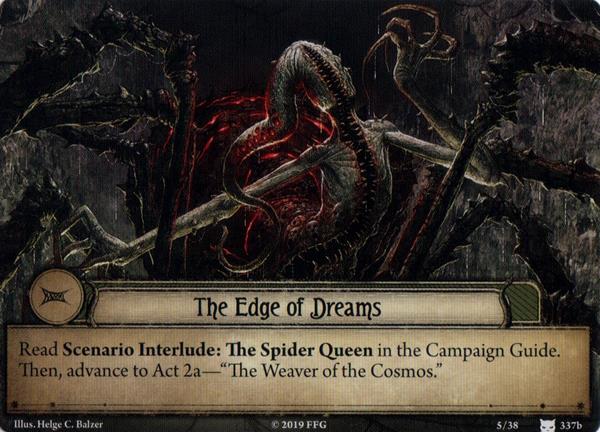 The Edge of Dreams
Read Scenario Interlude: The Spider Queen in the Campaign Guide.
Then, advance to Act 2a—“The Weaver of the Cosmos.”
Illus. Helge C. Balzer © 2019 FFG 5/38 337b